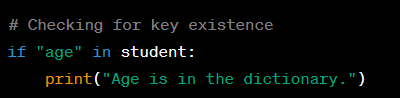 # Checking for key existence
if "age" in student:
    print("Age is in the dictionary.")